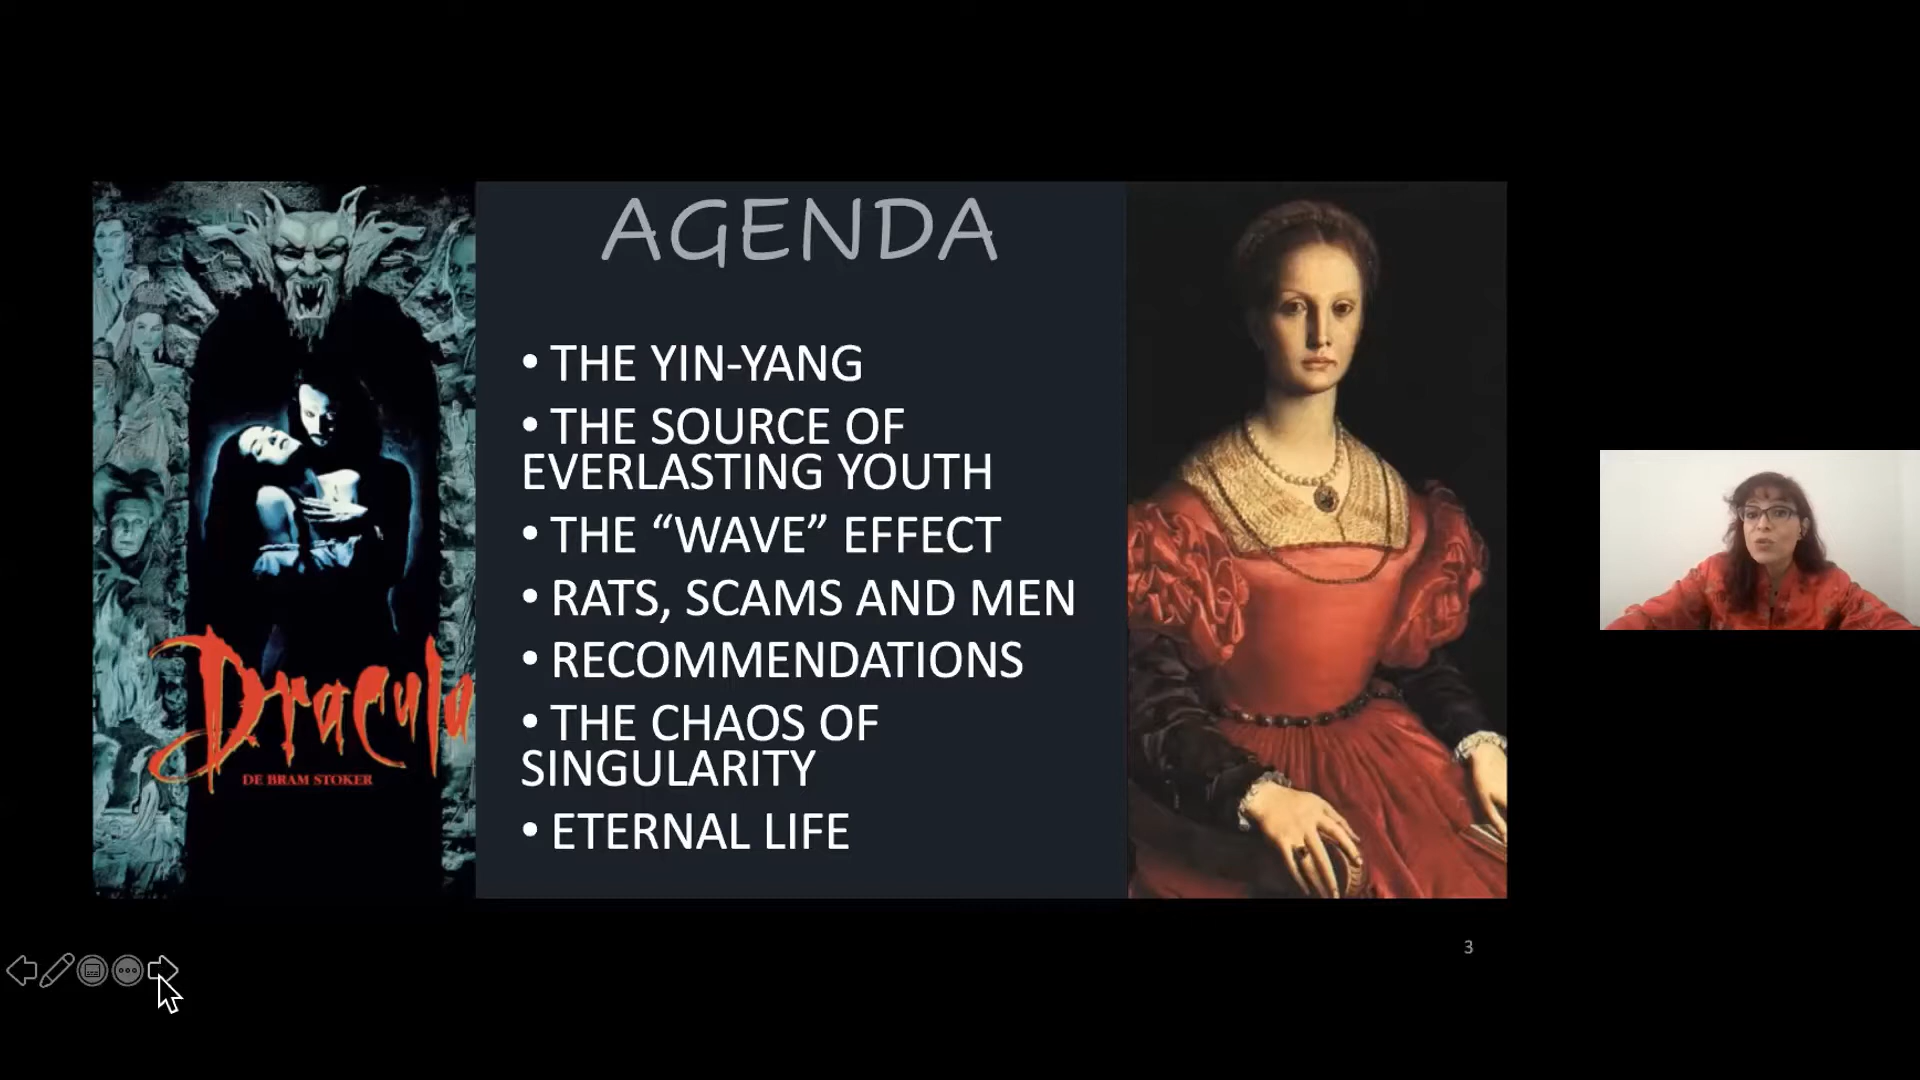 AGENDA
• THE YIN-YANG
• THE SOURCE OF
EVERLASTING YOUTH
• THE “WAVE” EFFECT
• RATS, SCAMS AND MEN
• RECOMMENDATIONS
• THE CHAOS OF
SINGULARITY
• ETERNAL LIFE
Dracula
DE BRAM STOKER
3